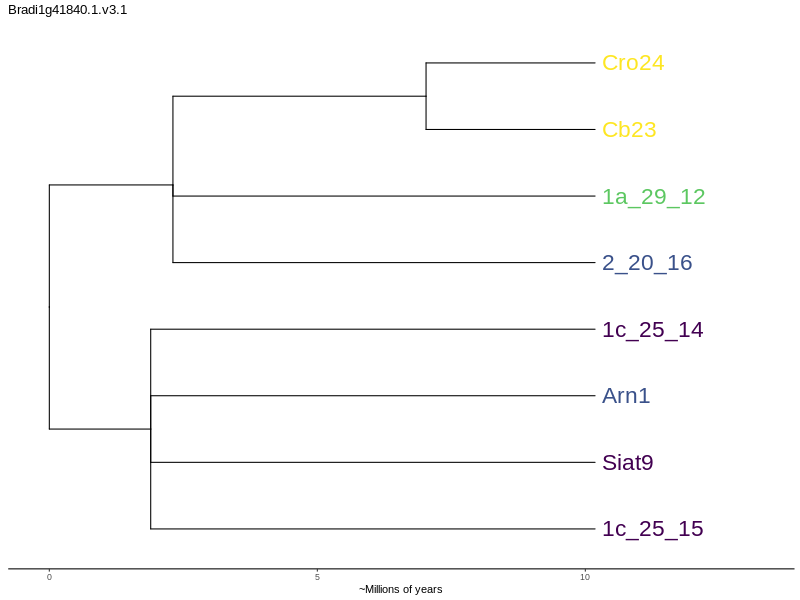 Bradi1g41840.1.v3.1
Cro24
Cb23
1a_29_12
2_20_16
1c_25_14
Arn1
Siat9
1c_25_15
0 5 10
~Millions of years